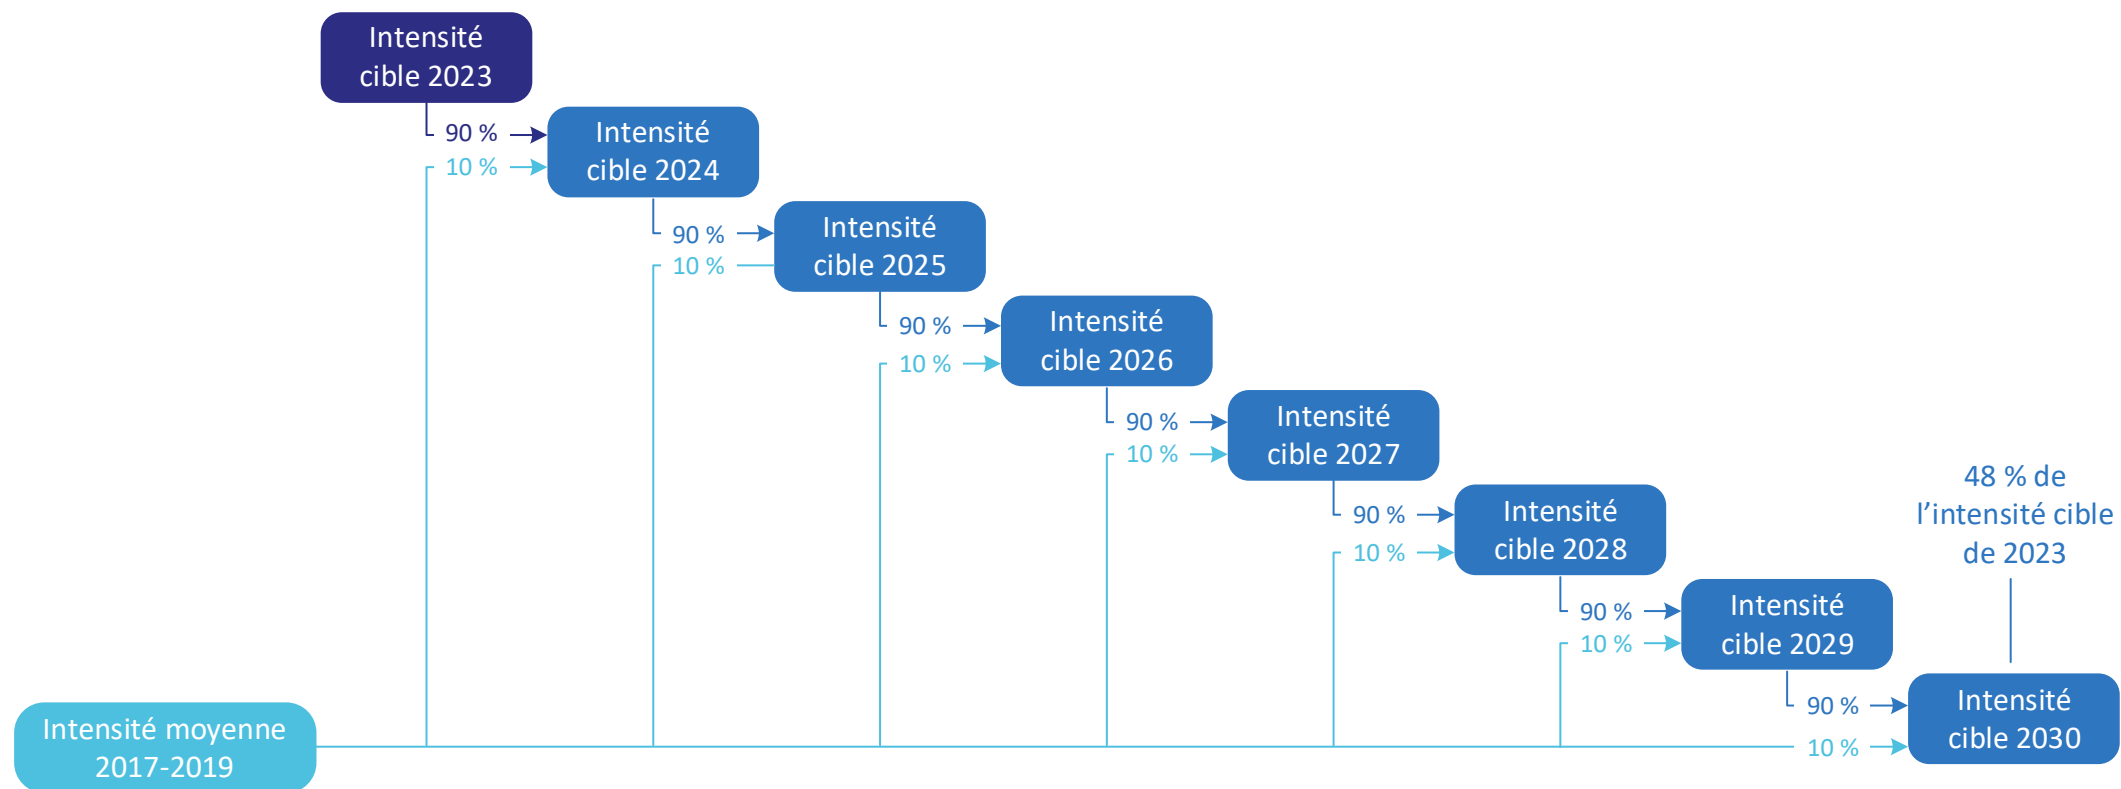 Intensité
cible 2023
90 %
10 %
Intensité
cible 2024
90 %
10 %
Intensité
cible 2025
90 %
10 %
Intensité
cible 2026
90 %
10 %
Intensité
cible 2027
90 %
10 %
Intensité
cible 2028
90 %
10 %
Intensité
cible 2029
90 %
10 %
48 % de
l’intensité cible
de 2023
Intensité
cible 2030
Intensité moyenne
2017-2019